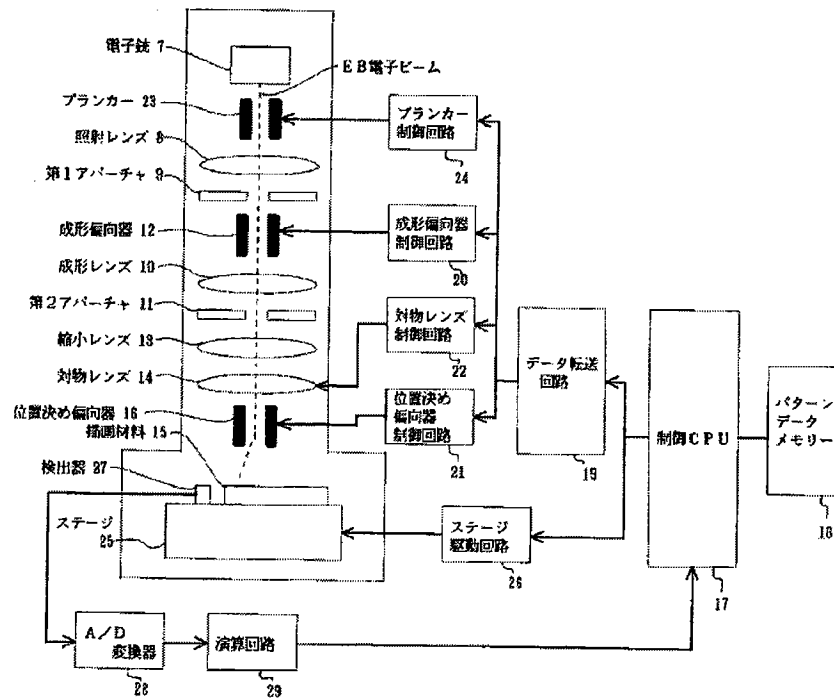 電子銃 7
EB電子ビーム
ブランカー 23
ブランカー
制御回路
24
照射レンズ 8
第1アパーチャ 9
成形偏向器 12
成形偏向器
制御回路
20
成形レンズ 10
第2アパーチャ 11
対物レンズ
制御回路
22
縮小レンズ 13
対物レンズ 14
データ転送
回路
19
制御CPU
17
パターン
データ
メモリー
18
位置決め偏向器 16
位置決め
偏向器
制御回路
21
描画材料 15
検出器 27
ステージ
25
ステージ
駆動回路
26
A/D
変換器
28
演算回路
29